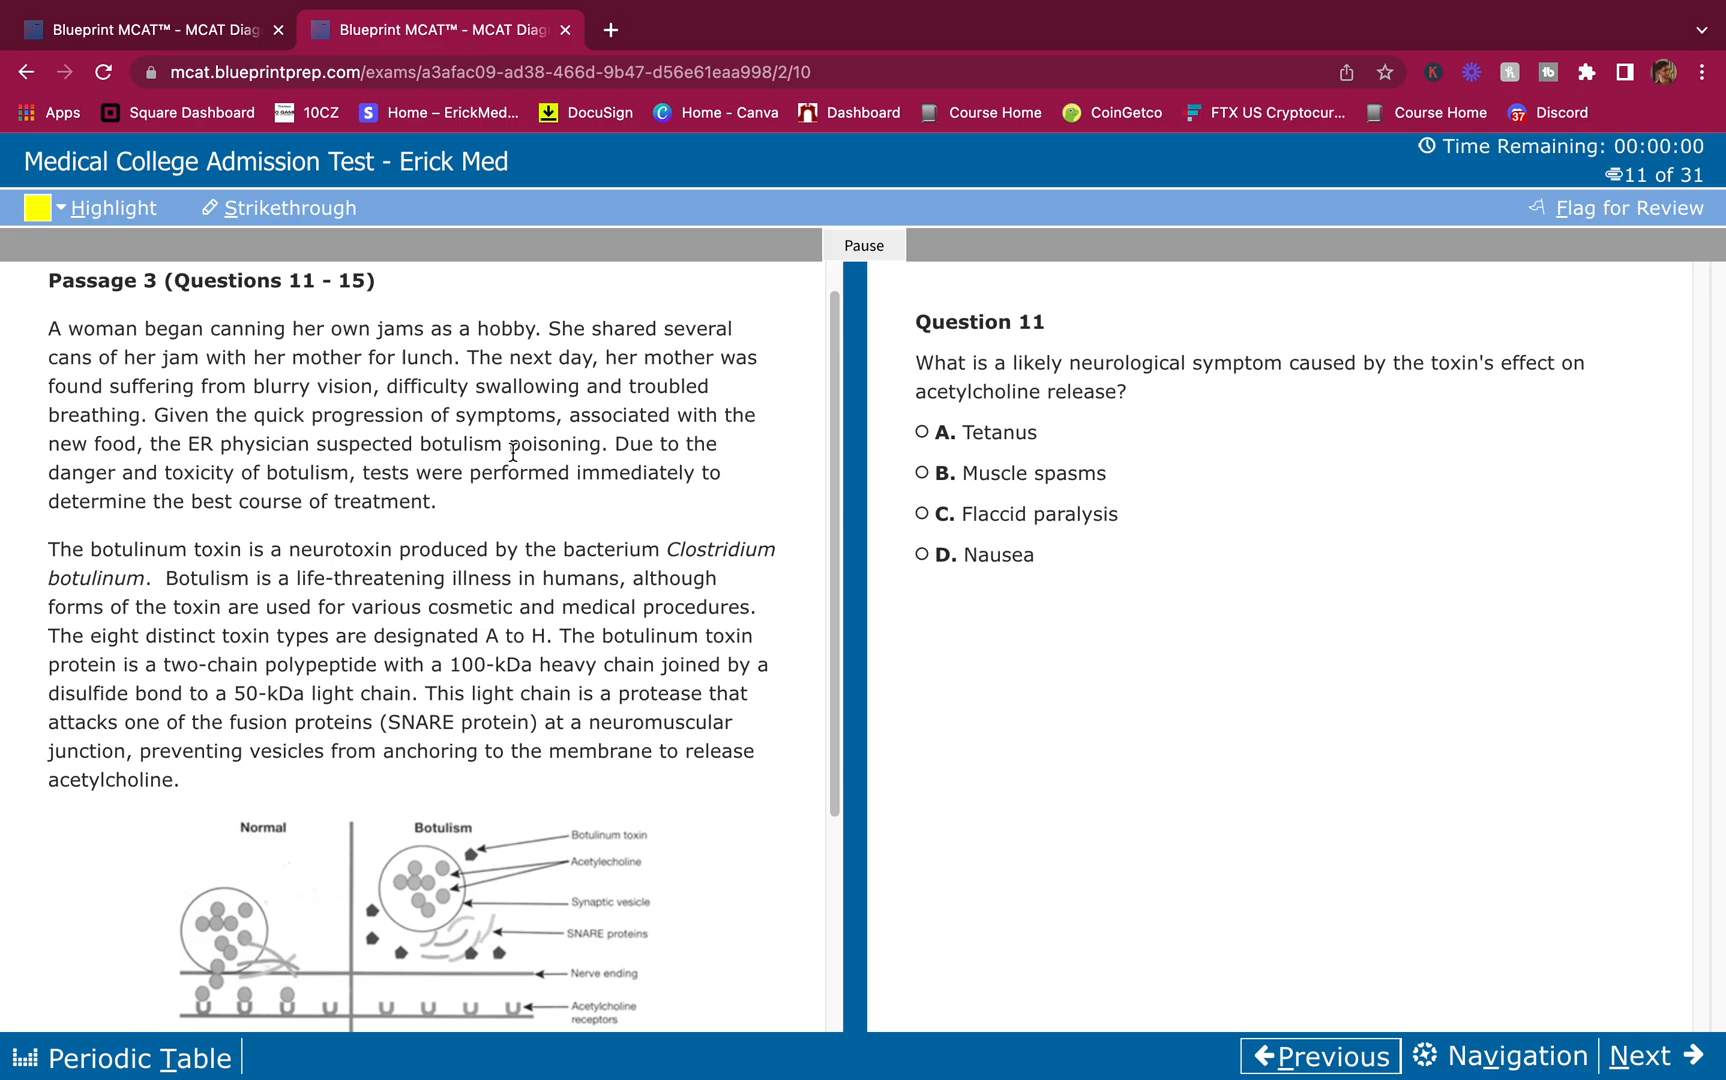 Blueprint MCAT™ - MCAT Diag
Blueprint MCAT™ - MCAT Diag
mcat.blueprintprep.com/exams/a3afac09-ad38-466d-9b47-d56e61eaa998/2/10
Apps
Square Dashboard
10CZ
Home – ErickMed...
DocuSign
Home - Canva
Dashboard
Course Home
CoinGetco
FTX US Cryptocur...
Course Home
37
Discord
Medical College Admission Test - Erick Med
Time Remaining: 00:00:00
11 of 31
Highlight
Strikethrough
Flag for Review
Pause
Passage 3 (Questions 11 - 15)
A woman began canning her own jams as a hobby. She shared several
cans of her jam with her mother for lunch. The next day, her mother was
found suffering from blurry vision, difficulty swallowing and troubled
breathing. Given the quick progression of symptoms, associated with the
new food, the ER physician suspected botulism poisoning. Due to the
danger and toxicity of botulism, tests were performed immediately to
determine the best course of treatment.
The botulinum toxin is a neurotoxin produced by the bacterium Clostridium
botulinum. Botulism is a life-threatening illness in humans, although
forms of the toxin are used for various cosmetic and medical procedures.
The eight distinct toxin types are designated A to H. The botulinum toxin
protein is a two-chain polypeptide with a 100-kDa heavy chain joined by a
disulfide bond to a 50-kDa light chain. This light chain is a protease that
attacks one of the fusion proteins (SNARE protein) at a neuromuscular
junction, preventing vesicles from anchoring to the membrane to release
acetylcholine.
Normal
Botulism
Botulinum toxin
Acetylecholine
Synaptic vesicle
SNARE proteins
Nerve ending
Acetylcholine
receptors
Question 11
What is a likely neurological symptom caused by the toxin's effect on
acetylcholine release?
A. Tetanus
B. Muscle spasms
C. Flaccid paralysis
D. Nausea
Periodic Table
Previous
Navigation
Next